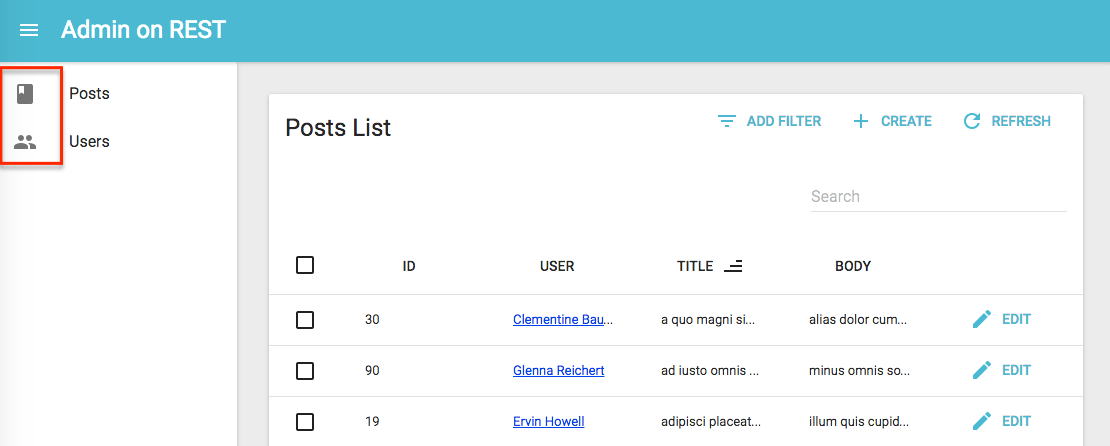 Admin on REST
Posts
Users
Posts List
ADD FILTER CREATE REFRESH
Search
ID USER TITLE BODY
30 Clementine Bau... a quo magni si... alias dolor cum... EDIT
90 Glenna Reichert ad iusto omnis ... minus omnis so... EDIT
19 Ervin Howell adipisci placeat... illum quis cupid... EDIT